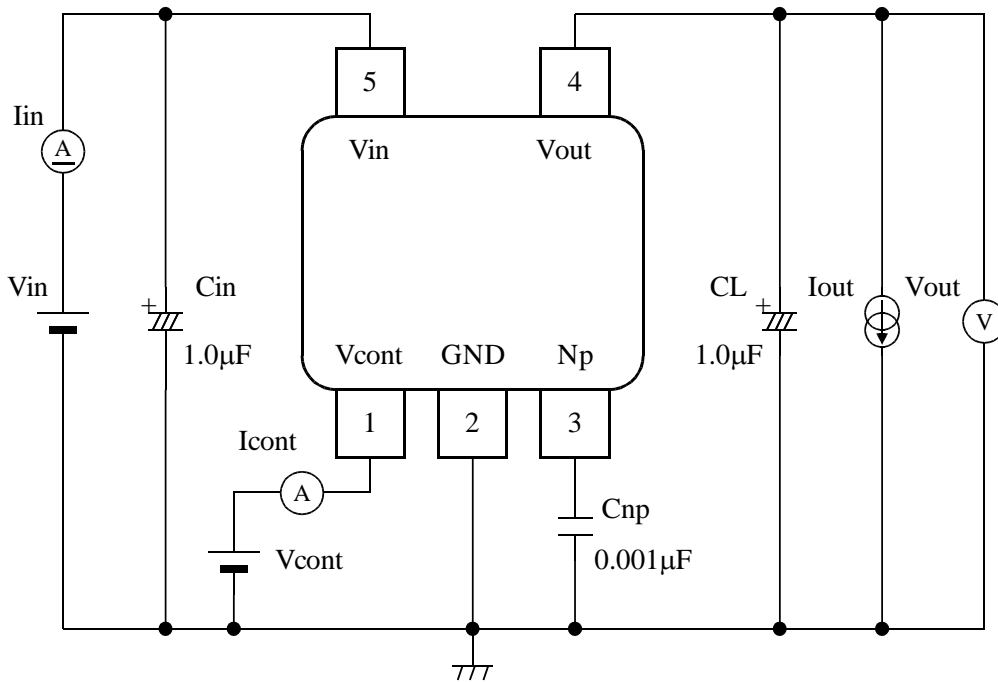 5
4
Iin
A
Vin
Vout
Vin
+
Cin
1.0μF
CL
+
1.0μF
Iout
Vout
V
Vcont
GND
Np
1
2
3
Icont
A
Vcont
Cnp
0.001μF